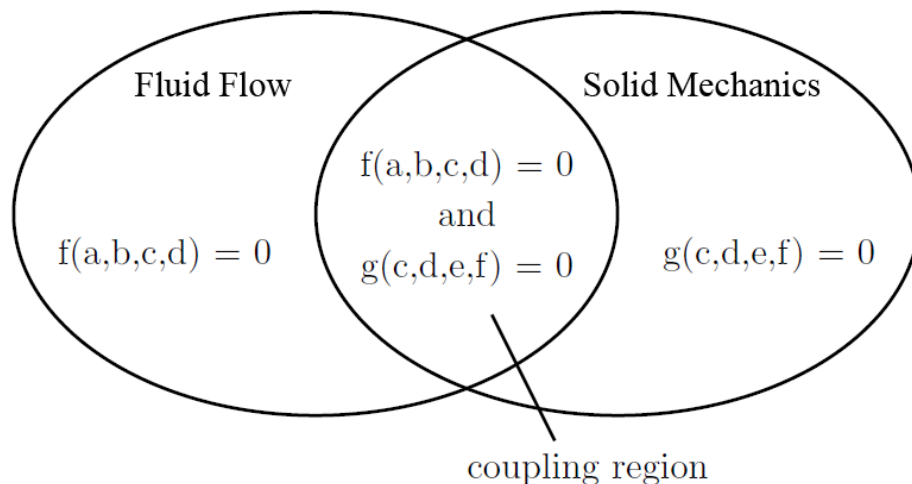 Fluid Flow
Solid Mechanics
f(a,b,c,d) = 0
f(a,b,c,d) = 0
and
g(c,d,e,f) = 0
g(c,d,e,f) = 0
coupling region